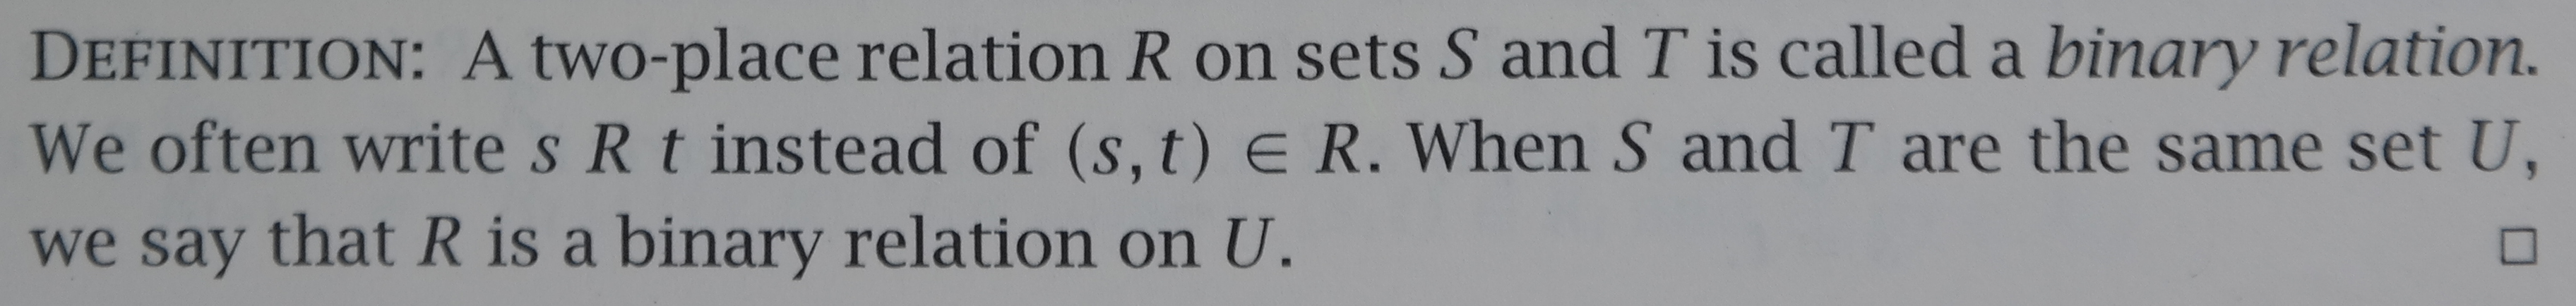 DEFINITION: A two-place relation R on sets S and T is called a binary relation.
We often write s R t instead of (s, t) ∈ R. When S and T are the same set U,
we say that R is a binary relation on U. □